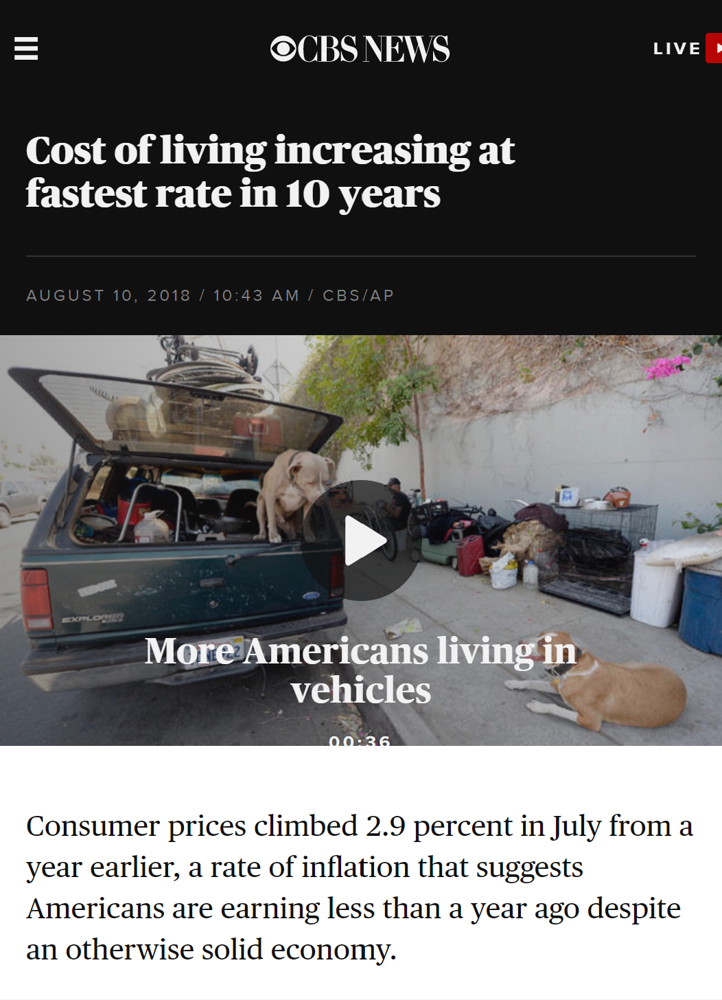 CBS NEWS
LIVE
Cost of living increasing at
fastest rate in 10 years
AUGUST 10, 2018 / 10:43 AM / CBS/AP
EXPLORER
More Americans living in
vehicles
00:36
Consumer prices climbed 2.9 percent in July from a
year earlier, a rate of inflation that suggests
Americans are earning less than a year ago despite
an otherwise solid economy.